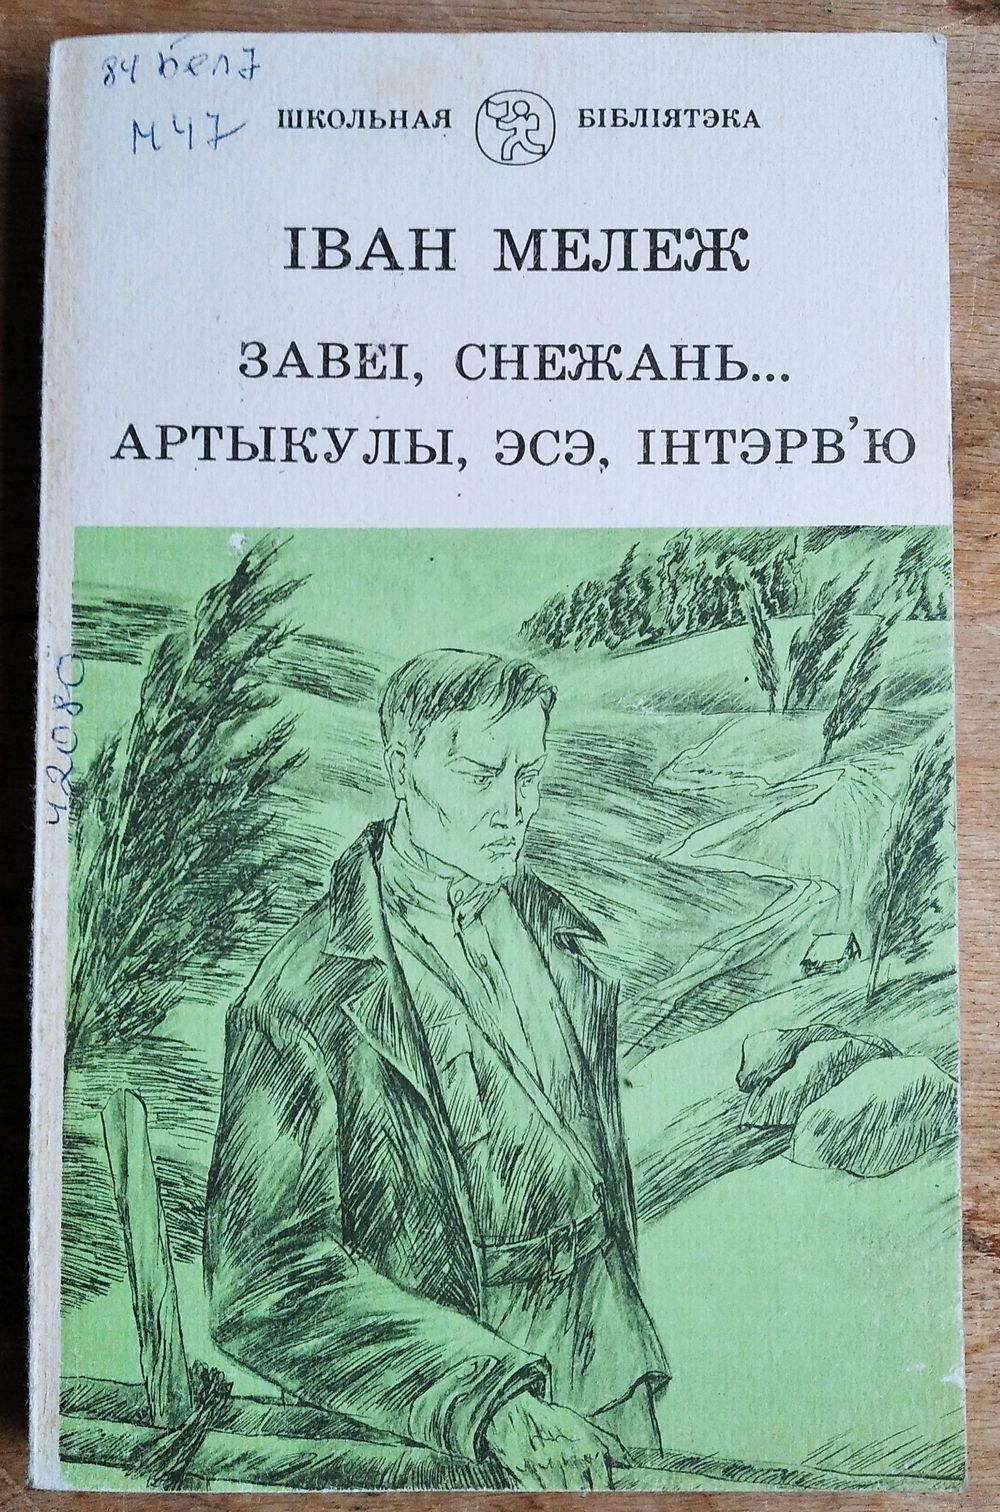 84 Бел7
М47
ШКОЛЬНАЯ БІБЛІЯТЭКА
ІВАН МЕЛЕЖ
ЗАВЕІ, СНЕЖАНЬ...
АРТЫКУЛЫ, ЭСЭ, ІНТЭРВ'Ю
42080